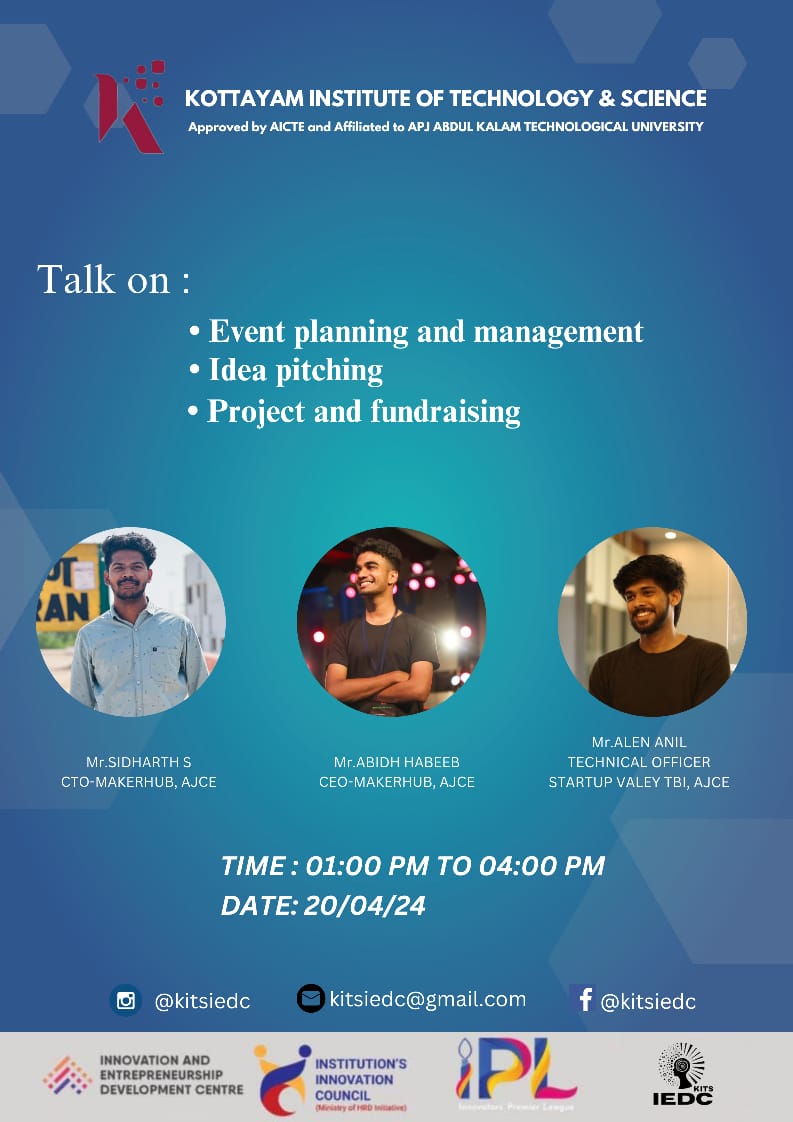 KOTTAYAM INSTITUTE OF TECHNOLOGY & SCIENCE
Approved by AICTE and Affiliated to APJ ABDUL KALAM TECHNOLOGICAL UNIVERSITY
Talk on :
• Event planning and management
• Idea pitching
• Project and fundraising
OT
RAN
Mr.SIDHARTH S
CTO-MAKERHUB, AJCE
Mr.ABIDH HABEEB
CEO-MAKERHUB, AJCE
Mr.ALEN ANIL
TECHNICAL OFFICER
STARTUP VALEY TBI, AJCE
TIME : 01:00 PM TO 04:00 PM
DATE: 20/04/24
@kitsiedc
kitsiedc@gmail.com
@kitsiedc
INNOVATION AND
ENTREPRENEURSHIP
DEVELOPMENT CENTRE
INSTITUTION'S
INNOVATION
COUNCIL
(Ministry of HRD Initiative)
iPL
Innovators Premier League
KITS
IEDC